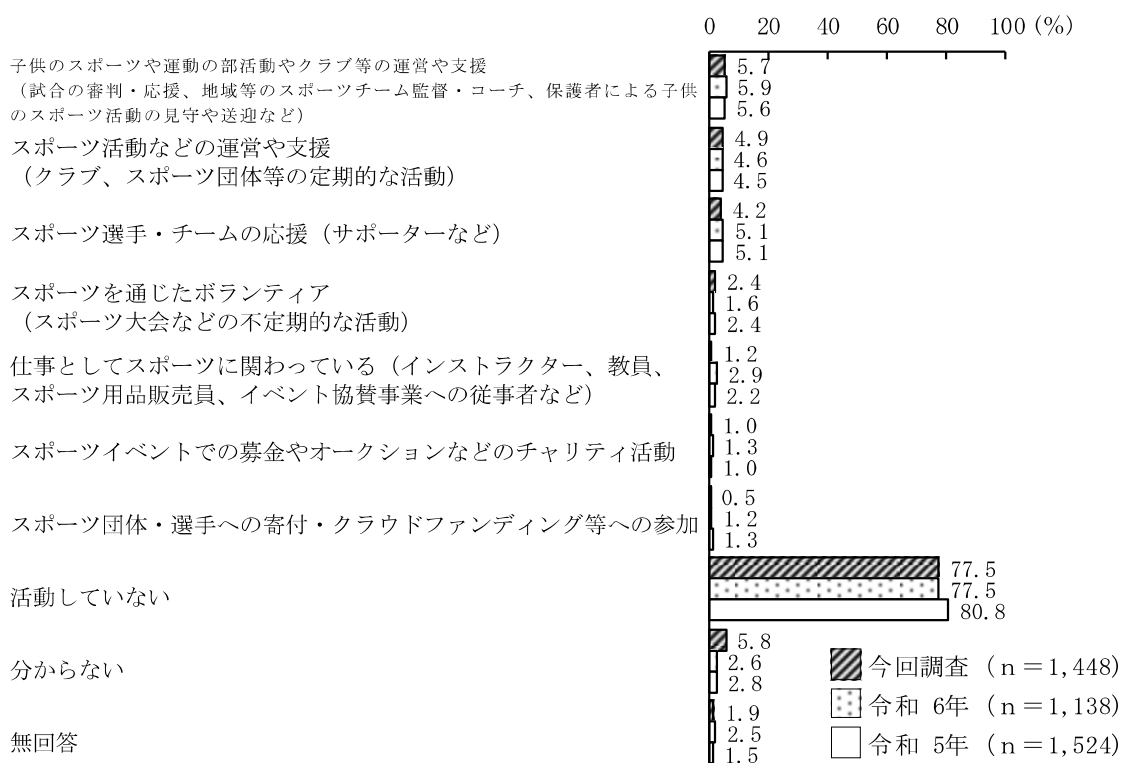 0 20 40 60 80 100 (%)
子供のスポーツや運動の部活動やクラブ等の運営や支援
（試合の審判・応援、地域等のスポーツチーム監督・コーチ、保護者による子供
のスポーツ活動の見守や送迎など）
5.7
5.9
5.6
スポーツ活動などの運営や支援
（クラブ、スポーツ団体等の定期的な活動）
4.9
4.6
4.5
スポーツ選手・チームの応援（サポーターなど）
4.2
5.1
5.1
スポーツを通じたボランティア
（スポーツ大会などの不定期的な活動）
2.4
1.6
2.4
仕事としてスポーツに関わっている（インストラクター、教員、
スポーツ用品販売員、イベント協賛事業への従事者など）
1.2
2.9
2.2
スポーツイベントでの募金やオークションなどのチャリティ活動
1.0
1.3
1.0
スポーツ団体・選手への寄付・クラウドファンディング等への参加
0.5
1.2
1.3
活動していない
77.5
77.5
80.8
分からない
5.8
2.6
2.8
無回答
1.9
2.5
1.5
今回調査（ｎ＝1,448）
令和 6年（ｎ＝1,138）
令和 5年（ｎ＝1,524）